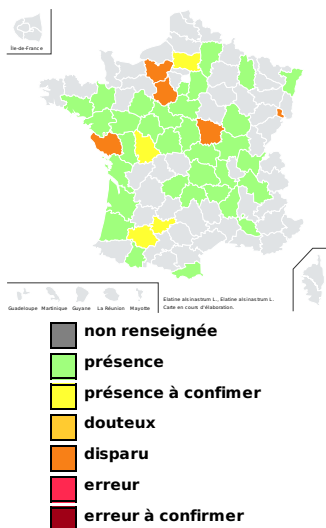 Île-de-France
Guadeloupe Martinique Guyane La Réunion Mayotte
Elatine alsinastrum L., Elatine alsinastrum L.
Carte en cours d'élaboration.
non renseignée
présence
présence à confimer
douteux
disparu
erreur
erreur à confirmer